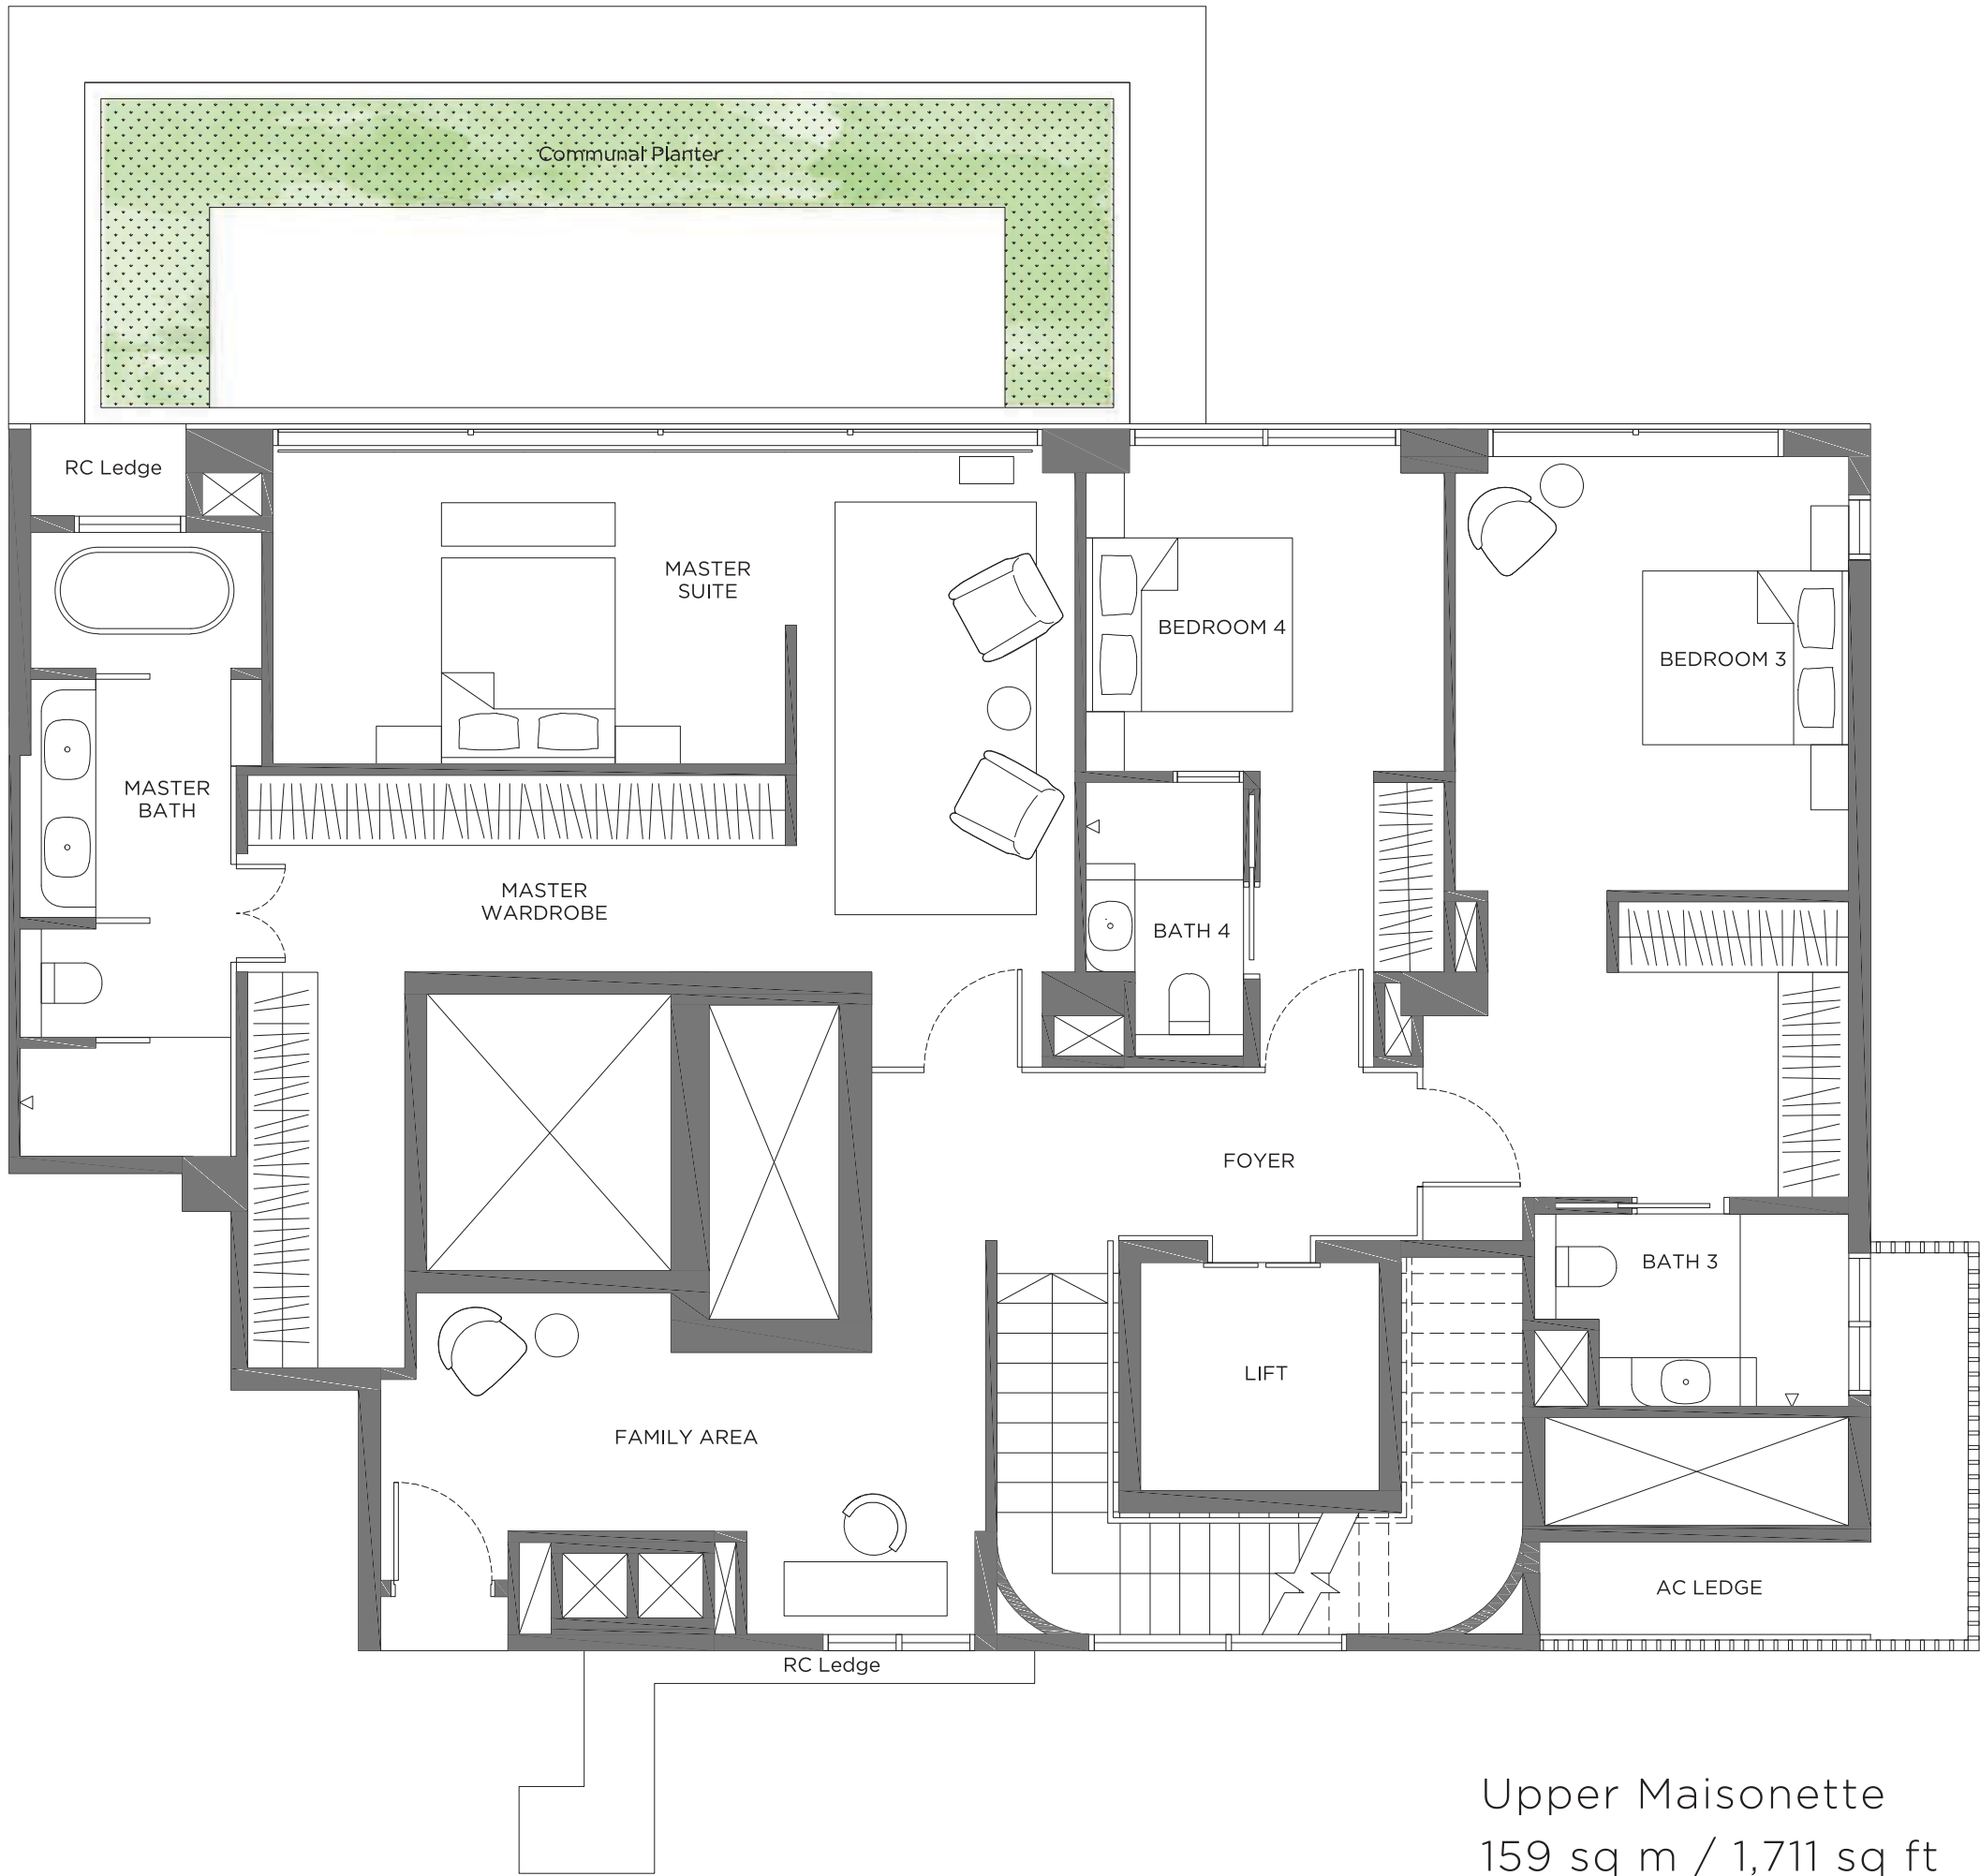 Communal Planter
RC Ledge
MASTER
SUITE
BEDROOM 4
BEDROOM 3
MASTER
BATH
MASTER
WARDROBE
BATH 4
FOYER
BATH 3
LIFT
FAMILY AREA
AC LEDGE
RC Ledge
Upper Maisonette
159 sq m / 1,711 sq ft